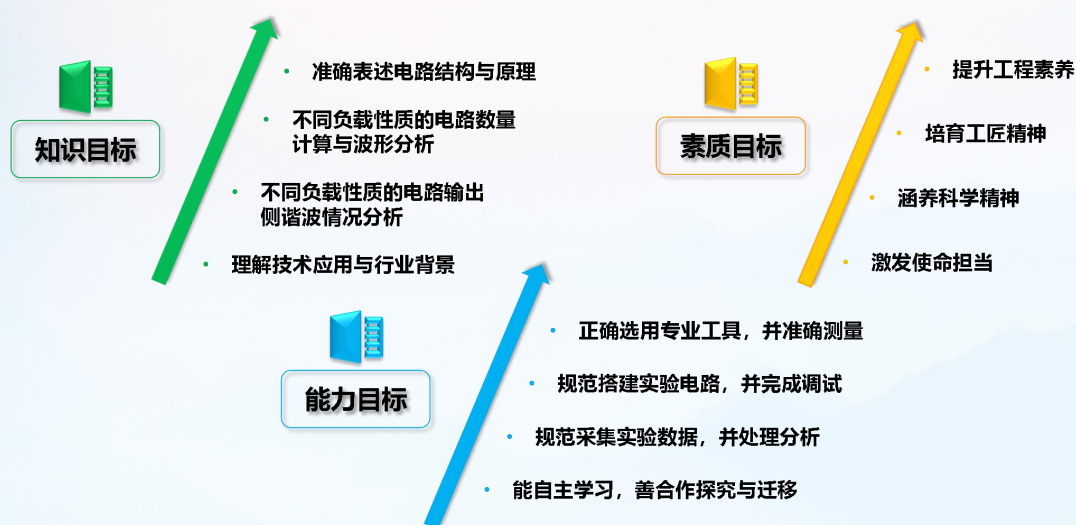 知识目标
准确表述电路结构与原理
不同负载性质的电路数量
计算与波形分析
不同负载性质的电路输出
侧谐波情况分析
理解技术应用与行业背景
素质目标
提升工程素养
培育工匠精神
涵养科学精神
激发使命担当
能力目标
正确选用专业工具，并准确测量
规范搭建实验电路，并完成调试
规范采集实验数据，并处理分析
能自主学习，善合作探究与迁移